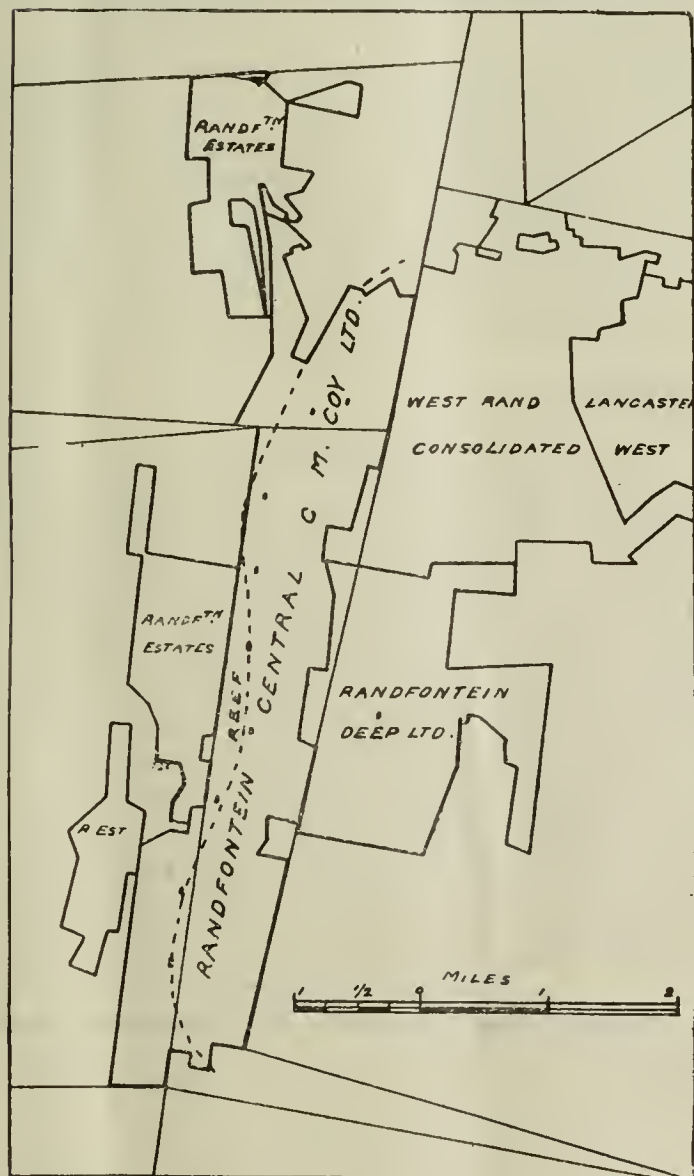 RANDFTN
ESTATES
RANDFONTEIN CENTRAL G M. COY LTD.
REEF
WEST RAND
CONSOLIDATED
LANCASTER
WEST
RANDFTN
ESTATES
RANDFONTEIN
DEEP LTD.
R EST
MILES
1 1/2 0 1 2